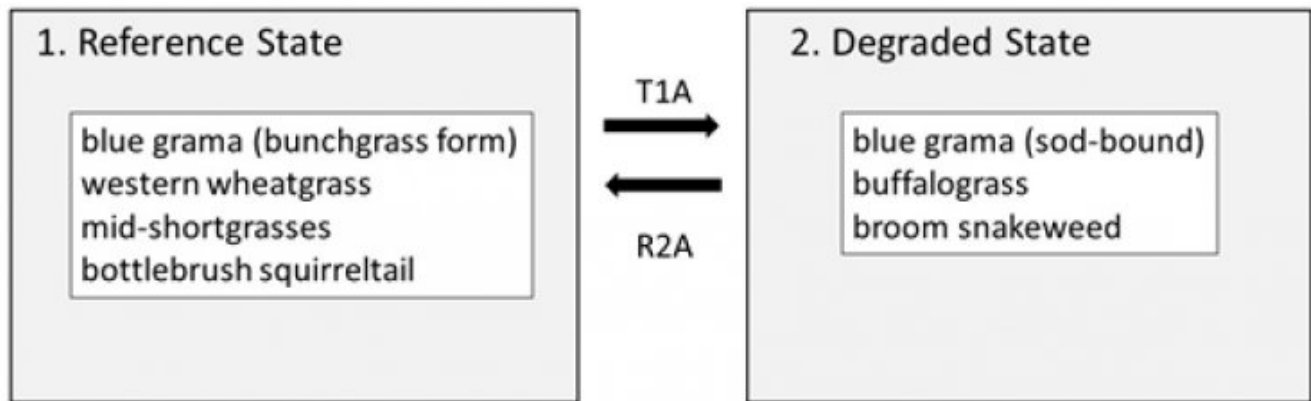 1. Reference State
blue grama (bunchgrass form)
western wheatgrass
mid-shortgrasses
bottlebrush squirreltail
T1A
R2A
2. Degraded State
blue grama (sod-bound)
buffalograss
broom snakeweed